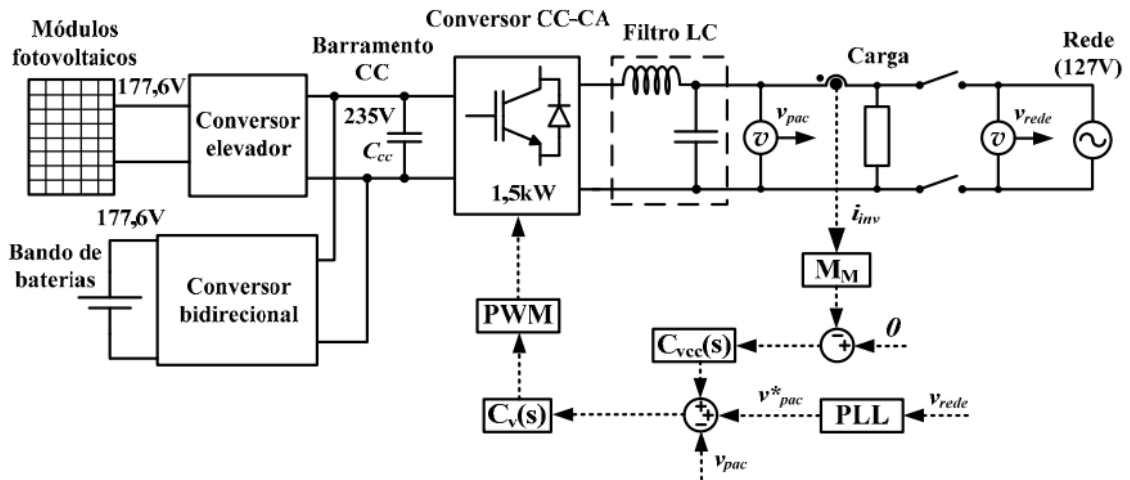 Módulos
fotovoltaicos
177,6V
Conversor
elevador
Barramento
CC
235V
Ccc
Conversor CC-CA
1,5kW
Filtro LC
v
vpac
Carga
v
vrede
Rede
(127V)
177,6V
Bando de
baterias
Conversor
bidirecional
iinv
MM
PWM
Cvcc(s)
-
+
0
Cv(s)
+
+
-
v*pac
PLL
vrede
vpac